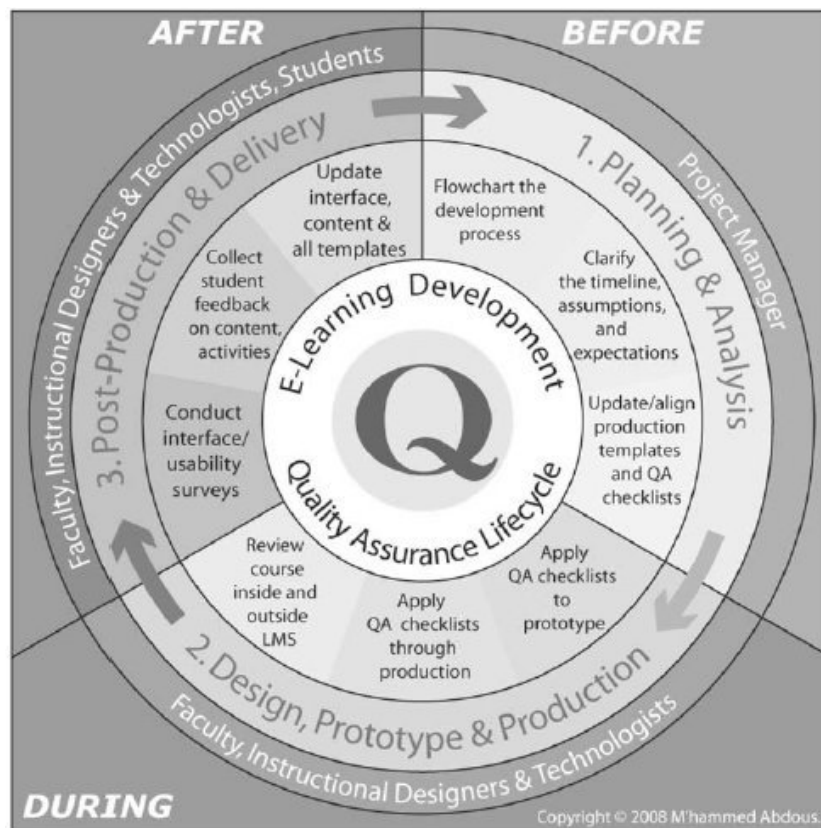 AFTER
BEFORE
Faculty, Instructional Designers & Technologists, Students
Project Manager
3. Post-Production & Delivery
1. Planning & Analysis
Update
interface,
content &
all templates
Flowchart the
development
process
Collect
student
feedback
on content,
activities
Clarify
the timeline,
assumptions,
and
expectations
E-Learning Development
Q
Quality Assurance Lifecycle
Conduct
interface/
usability
surveys
Update/align
production
templates
and QA
checklists
Review
course
inside and
outside
LMS
Apply
QA checklists
through
production
Apply
QA checklists
to
prototype
2. Design, Prototype & Production
Faculty, Instructional Designers & Technologists
DURING
Copyright © 2008 M'hammed Abdous.